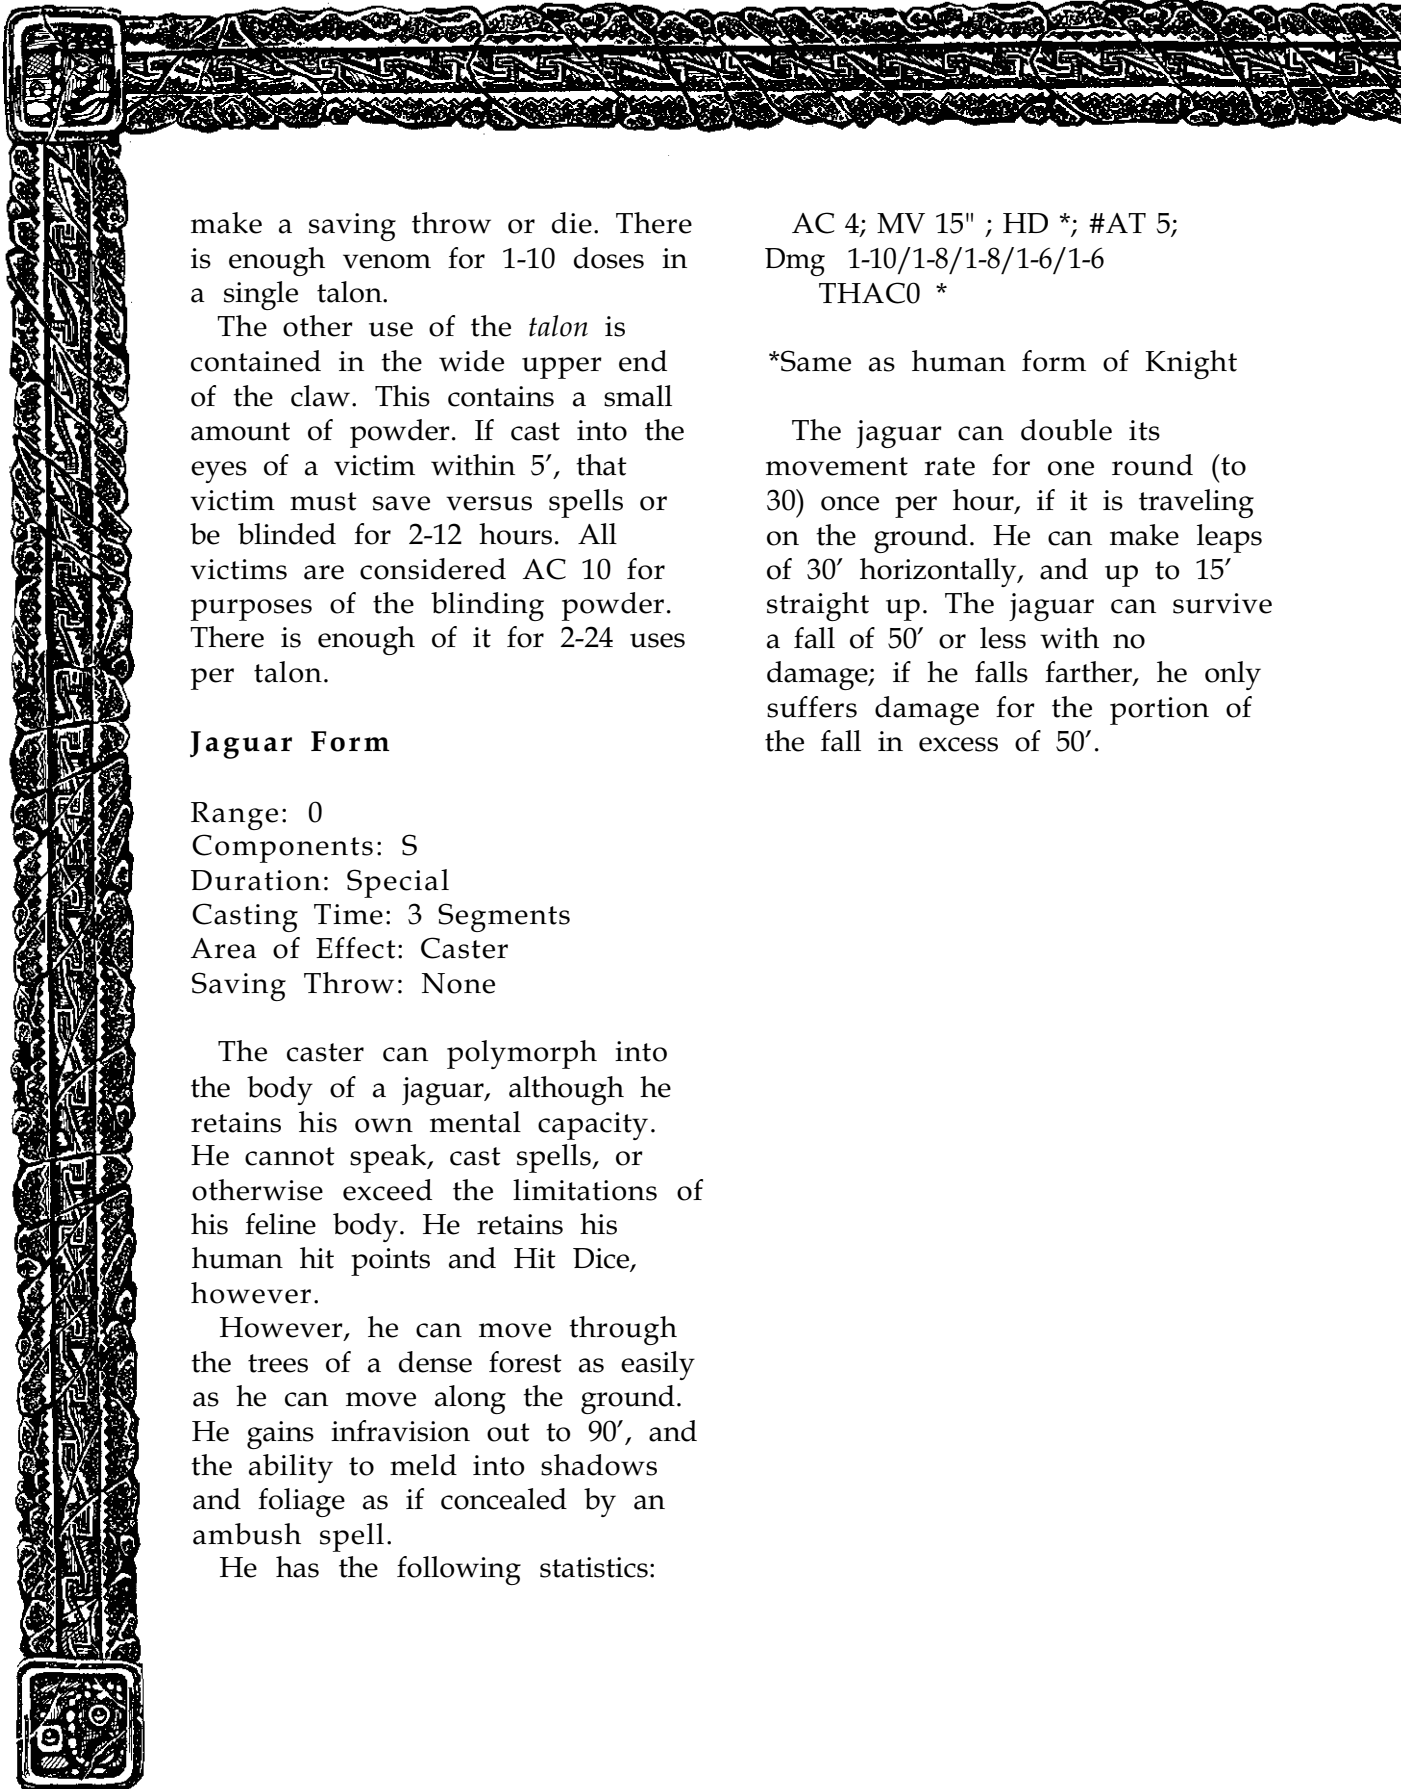 make a saving throw or die. There
is enough venom for 1-10 doses in
a single talon.
The other use of the talon is
contained in the wide upper end
of the claw. This contains a small
amount of powder. If cast into the
eyes of a victim within 5′, that
victim must save versus spells or
be blinded for 2-12 hours. All
victims are considered AC 10 for
purposes of the blinding powder.
There is enough of it for 2-24 uses
per talon.
Jaguar Form
Range: 0
Components: S
Duration: Special
Casting Time: 3 Segments
Area of Effect: Caster
Saving Throw: None
The caster can polymorph into
the body of a jaguar, although he
retains his own mental capacity.
He cannot speak, cast spells, or
otherwise exceed the limitations of
his feline body. He retains his
human hit points and Hit Dice,
however.
However, he can move through
the trees of a dense forest as easily
as he can move along the ground.
He gains infravision out to 90′, and
the ability to meld into shadows
and foliage as if concealed by an
ambush spell.
He has the following statistics:
AC 4; MV 15" ; HD *; #AT 5;
Dmg 1-10/1-8/1-8/1-6/1-6
THAC0 *
*Same as human form of Knight
The jaguar can double its
movement rate for one round (to
30) once per hour, if it is traveling
on the ground. He can make leaps
of 30′ horizontally, and up to 15′
straight up. The jaguar can survive
a fall of 50′ or less with no
damage; if he falls farther, he only
suffers damage for the portion of
the fall in excess of 50′.